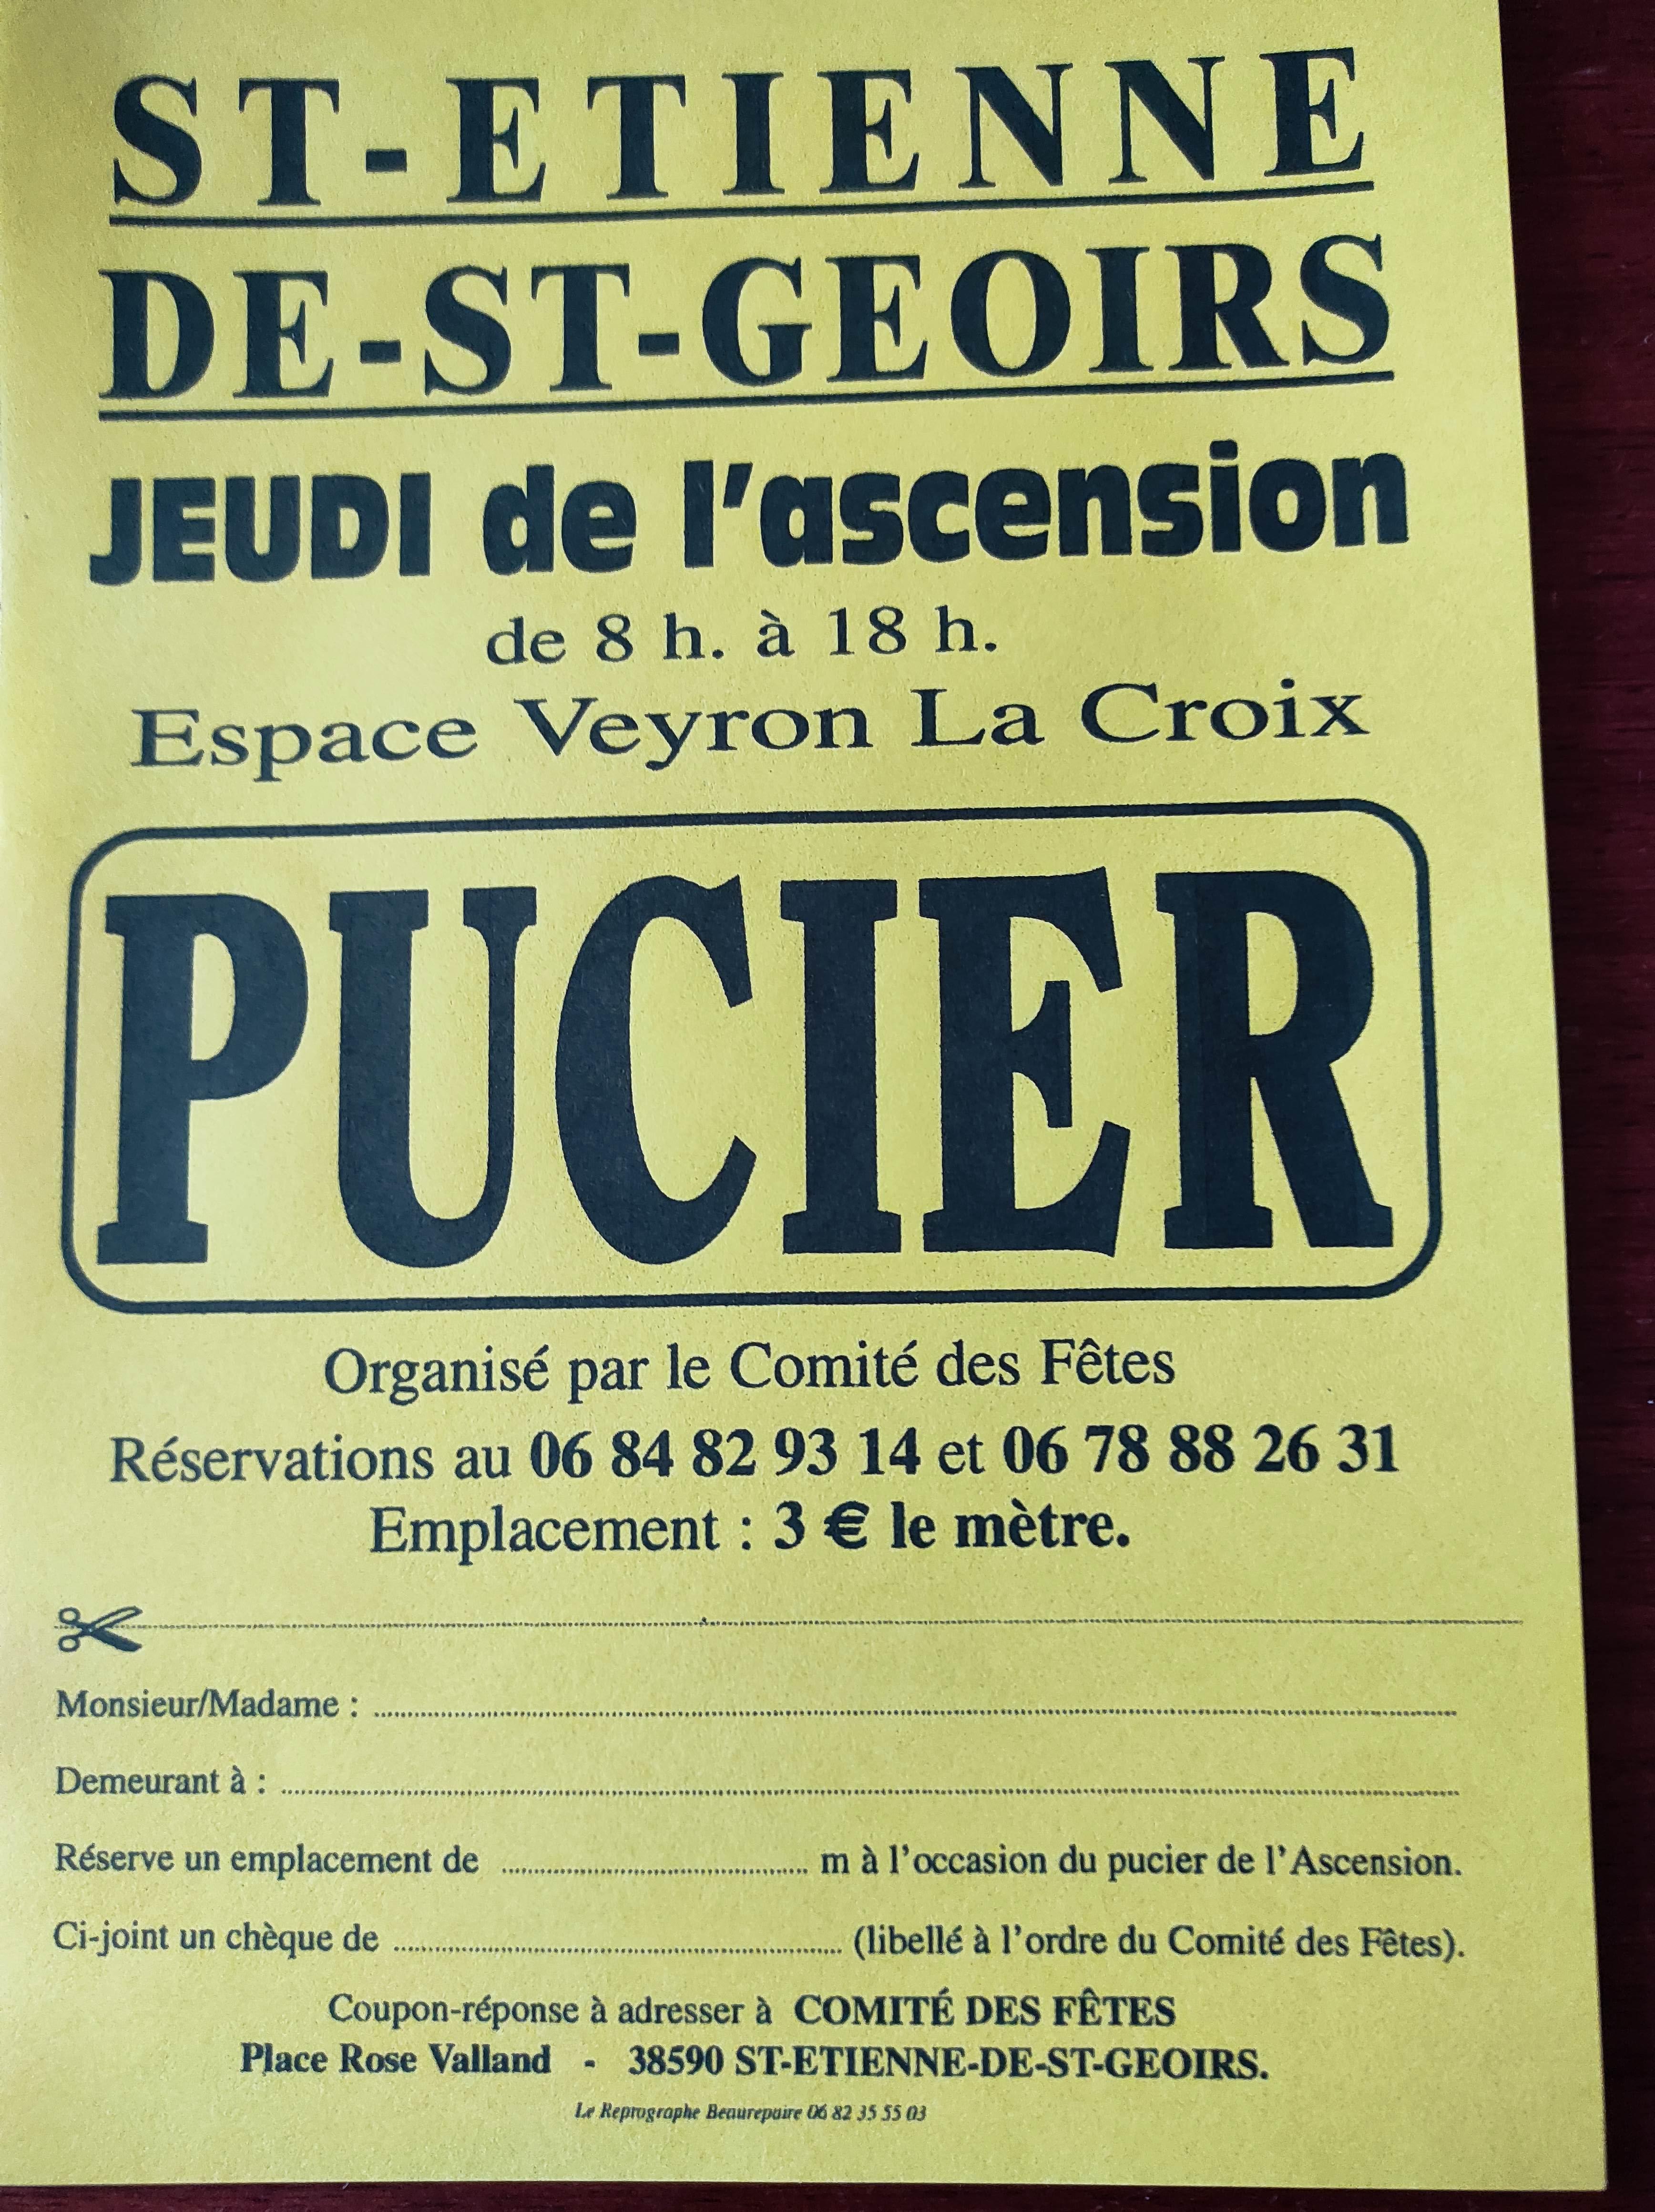 ST-ETIENNE
DE-ST-GEOIRS
JEUDI de l'ascension
de 8 h. à 18 h.
Espace Veyron La Croix
PUCIER
Organisé par le Comité des Fêtes
Réservations au 06 84 82 93 14 et 06 78 88 26 31
Emplacement : 3 € le mètre.
Monsieur/Madame : ........................................
Demeurant à : ........................................
Réserve un emplacement de .................... m à l'occasion du pucier de l'Ascension.
Ci-joint un chèque de .............................. (libellé à l'ordre du Comité des Fêtes).
Coupon-réponse à adresser à COMITÉ DES FÊTES
Place Rose Valland - 38590 ST-ETIENNE-DE-ST-GEOIRS.
Le Reprographe Beaurepaire 06 82 35 55 03